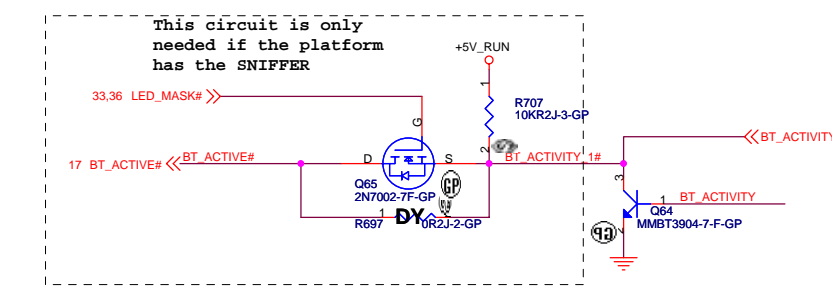 This circuit is only
needed if the platform
has the SNIFFER
+5V_RUN
33,36 LED_MASK#
1
R707
10KR2J-3-GP
G
2
17 BT_ACTIVE#
BT_ACTIVE#
D
S
BT_ACTIVITY_1#
BT_ACTIVITY
Q65
2N7002-7F-GP
GP
3
1
BT_ACTIVITY
Q64
MMBT3904-7-F-GP
GP
2
R697
1
DY
0R2J-2-GP